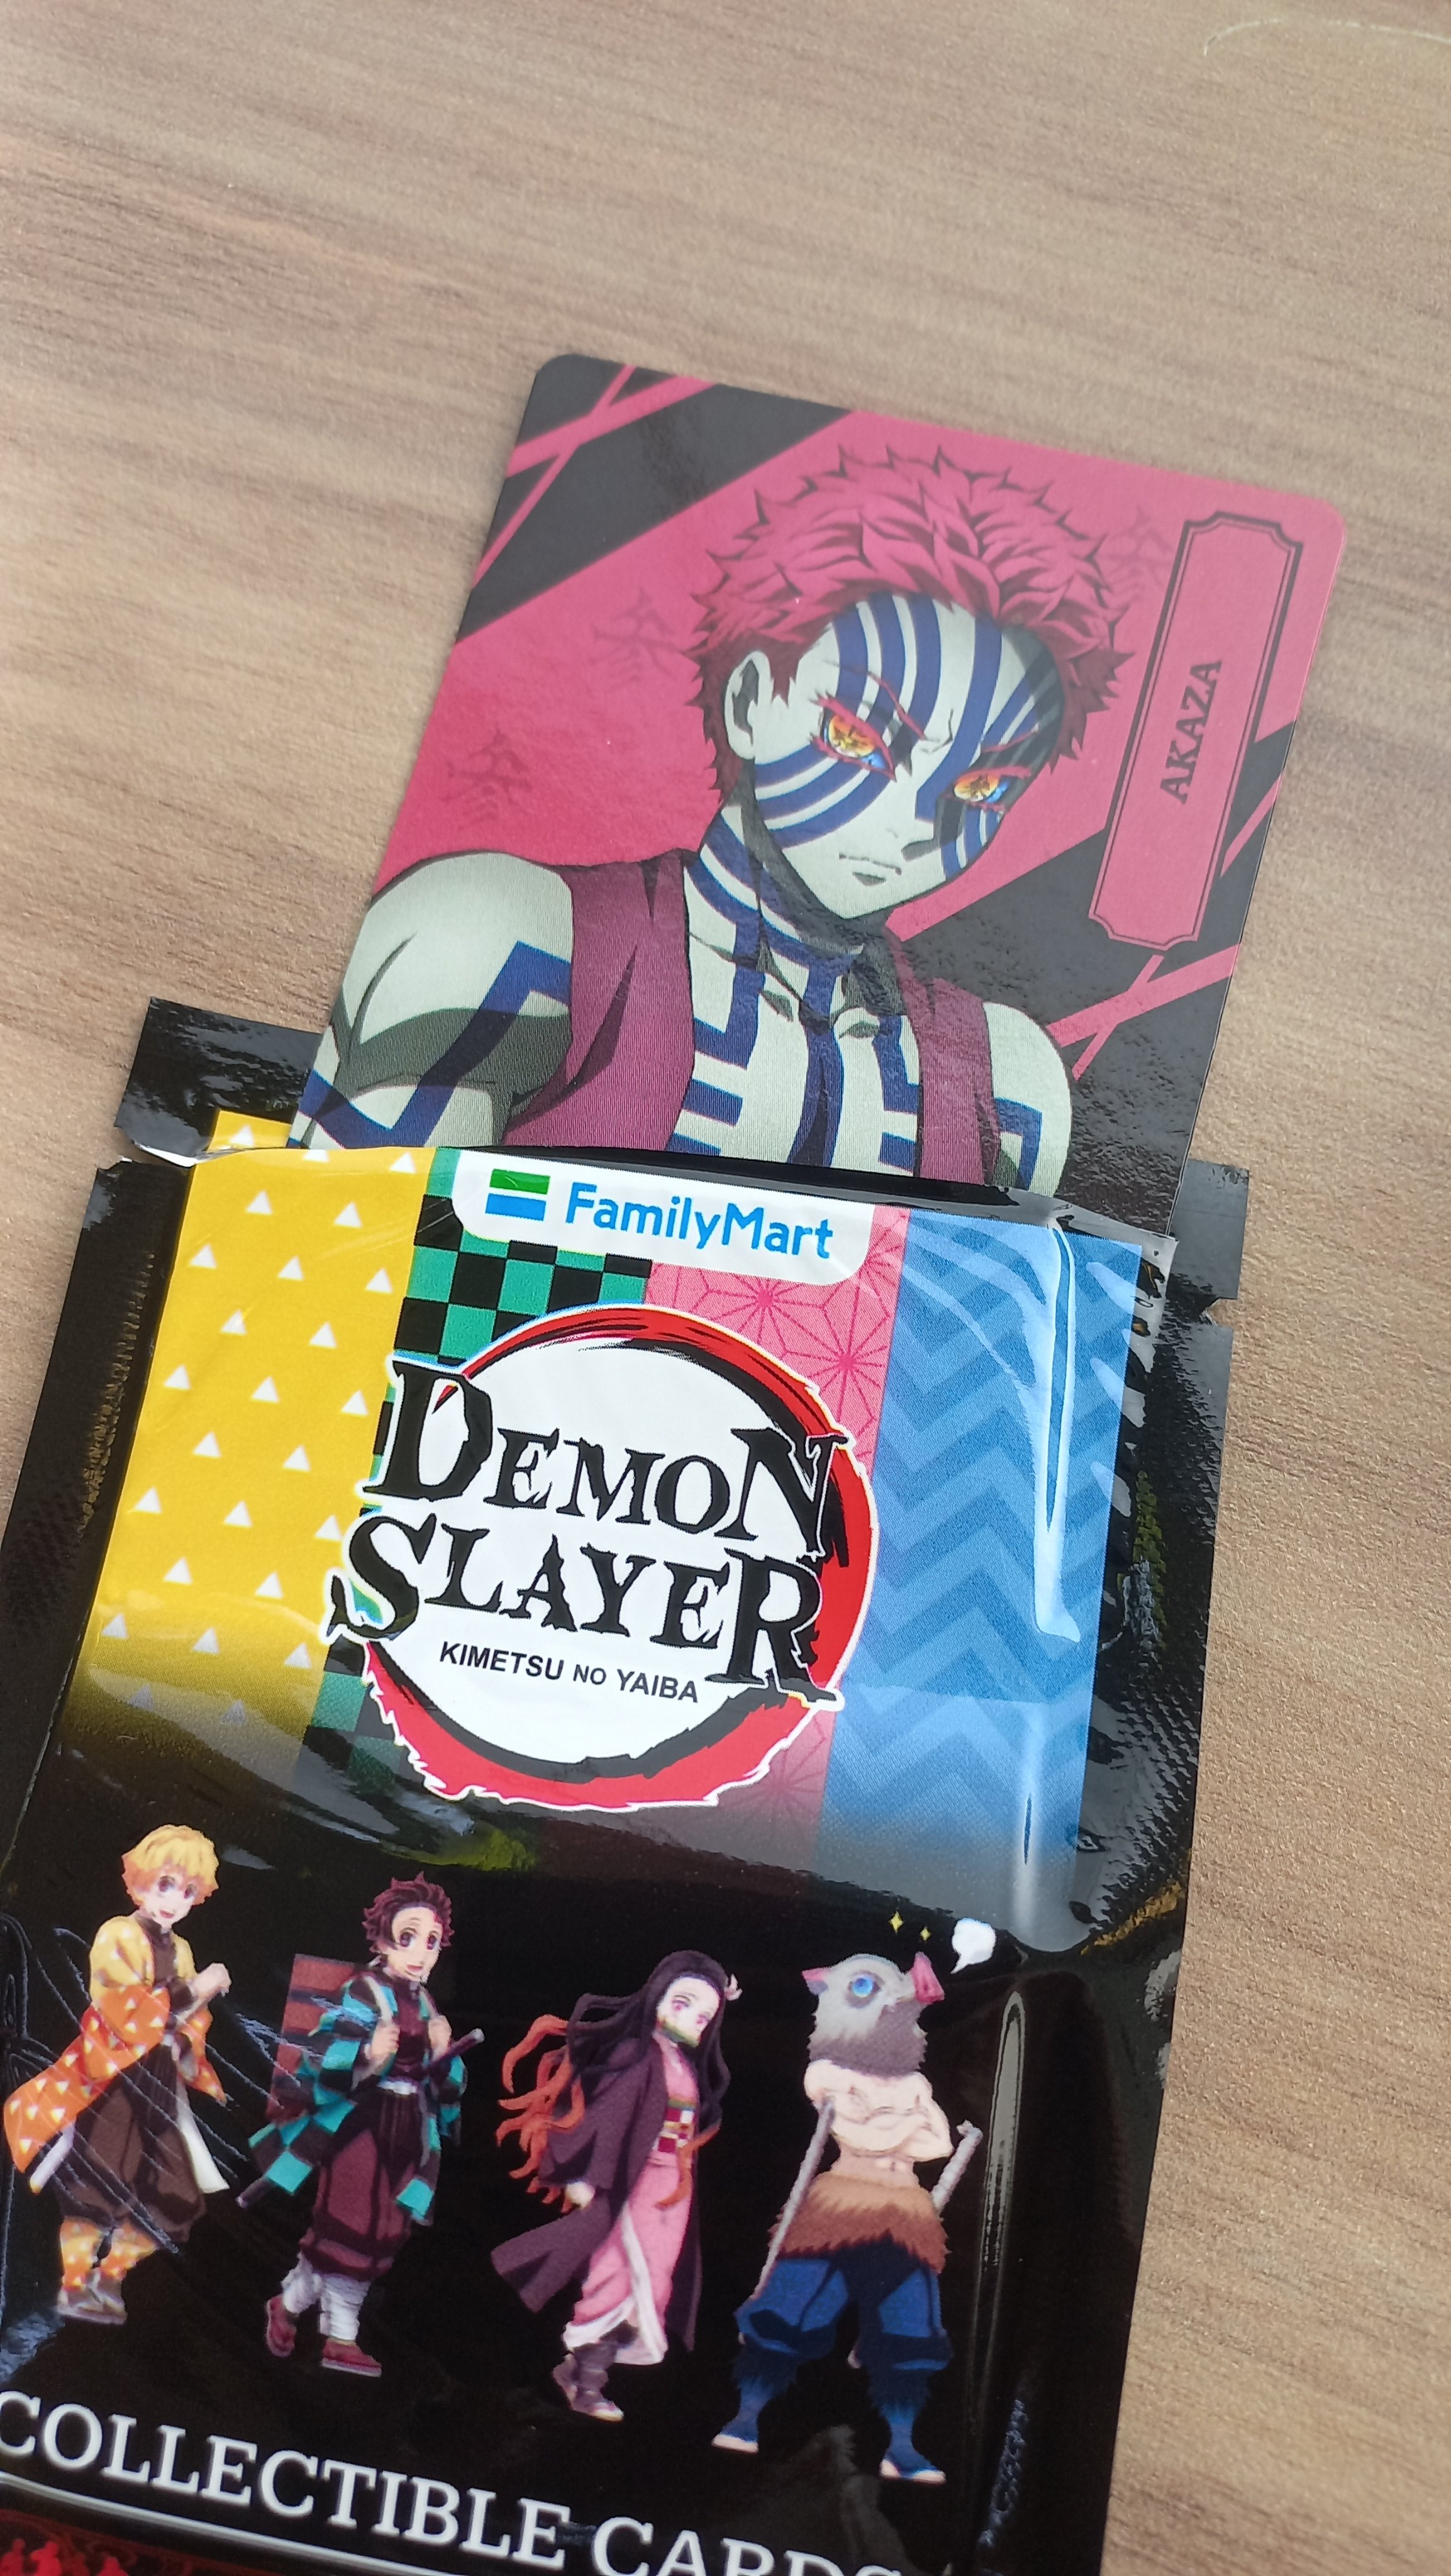 AKAZA
FamilyMart
DEMON
SLAYER
KIMETSU NO YAIBA
COLLECTIBLE CARDS